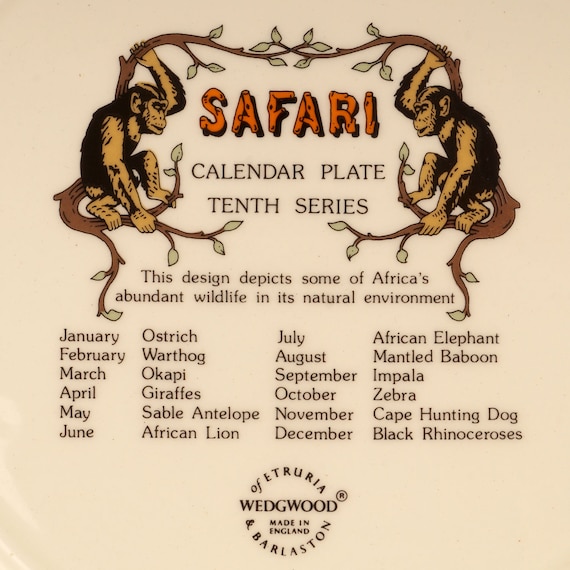 SAFARI
CALENDAR PLATE
TENTH SERIES
This design depicts some of Africa's
abundant wildlife in its natural environment
January Ostrich July African Elephant
February Warthog August Mantled Baboon
March Okapi September Impala
April Giraffes October Zebra
May Sable Antelope November Cape Hunting Dog
June African Lion December Black Rhinoceroses
of ETRURIA
WEDGWOOD®
MADE IN
ENGLAND
& BARLASTON